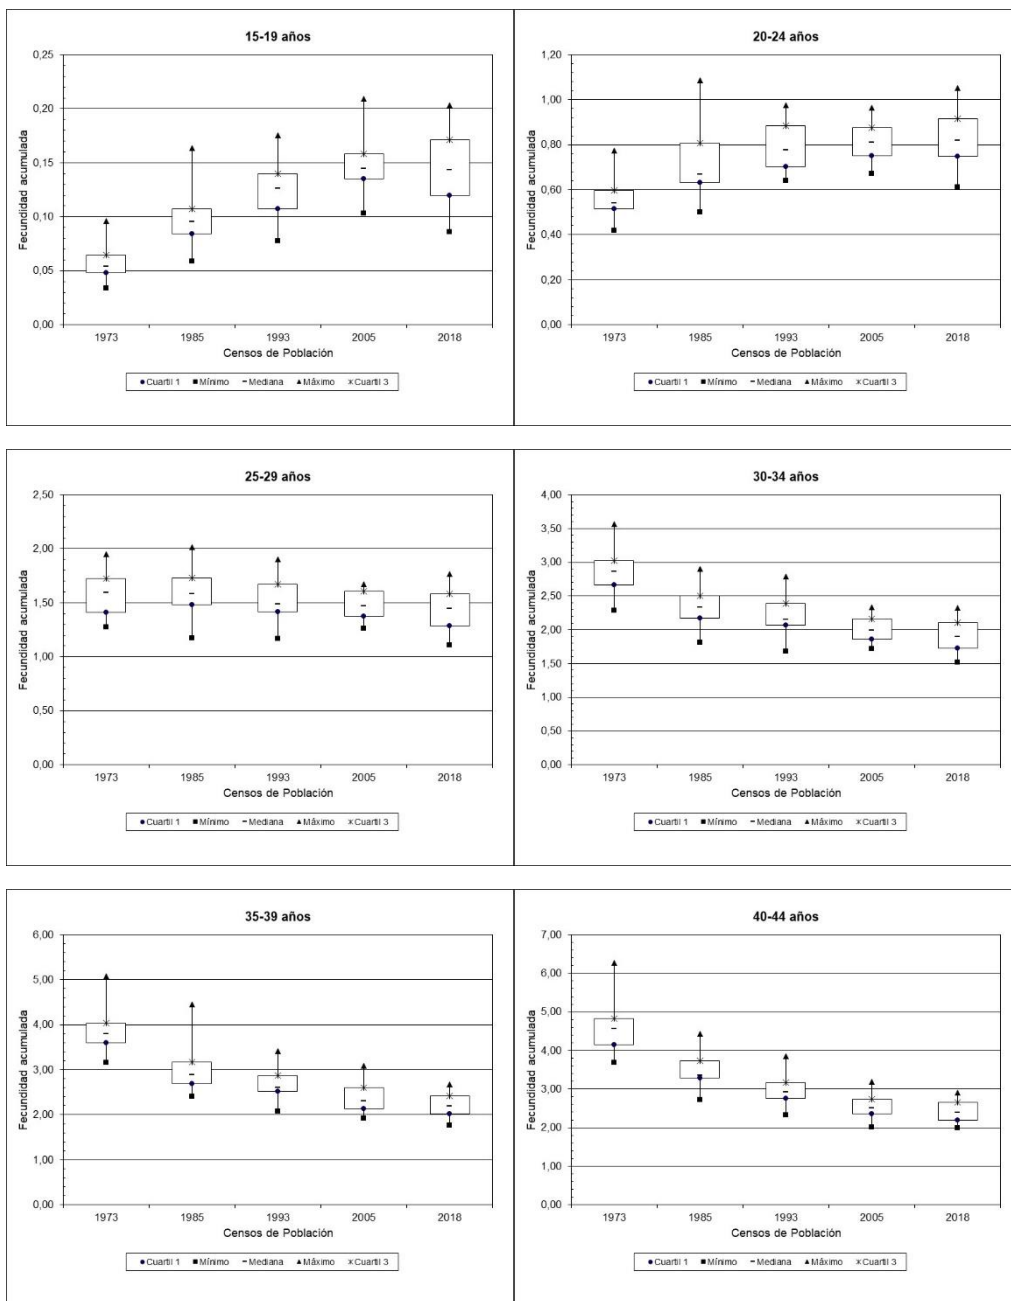 15-19 años
0,25
0,20
0,15
0,10
0,05
0,00
Fecundidad acumulada
1973 1985 1993 2005 2018
Censos de Población
Cuartil 1 Mínimo Mediana Máximo Cuartil 3
20-24 años
1,20
1,00
0,80
0,60
0,40
0,20
0,00
Fecundidad acumulada
1973 1985 1993 2005 2018
Censos de Población
Cuartil 1 Mínimo Mediana Máximo Cuartil 3
25-29 años
2,50
2,00
1,50
1,00
0,50
0,00
Fecundidad acumulada
1973 1985 1993 2005 2018
Censos de Población
Cuartil 1 Mínimo Mediana Máximo Cuartil 3
30-34 años
4,00
3,50
3,00
2,50
2,00
1,50
1,00
0,50
0,00
Fecundidad acumulada
1973 1985 1993 2005 2018
Censos de Población
Cuartil 1 Mínimo Mediana Máximo Cuartil 3
35-39 años
6,00
5,00
4,00
3,00
2,00
1,00
0,00
Fecundidad acumulada
1973 1985 1993 2005 2018
Censos de Población
Cuartil 1 Mínimo Mediana Máximo Cuartil 3
40-44 años
7,00
6,00
5,00
4,00
3,00
2,00
1,00
0,00
Fecundidad acumulada
1973 1985 1993 2005 2018
Censos de Población
Cuartil 1 Mínimo Mediana Máximo Cuartil 3